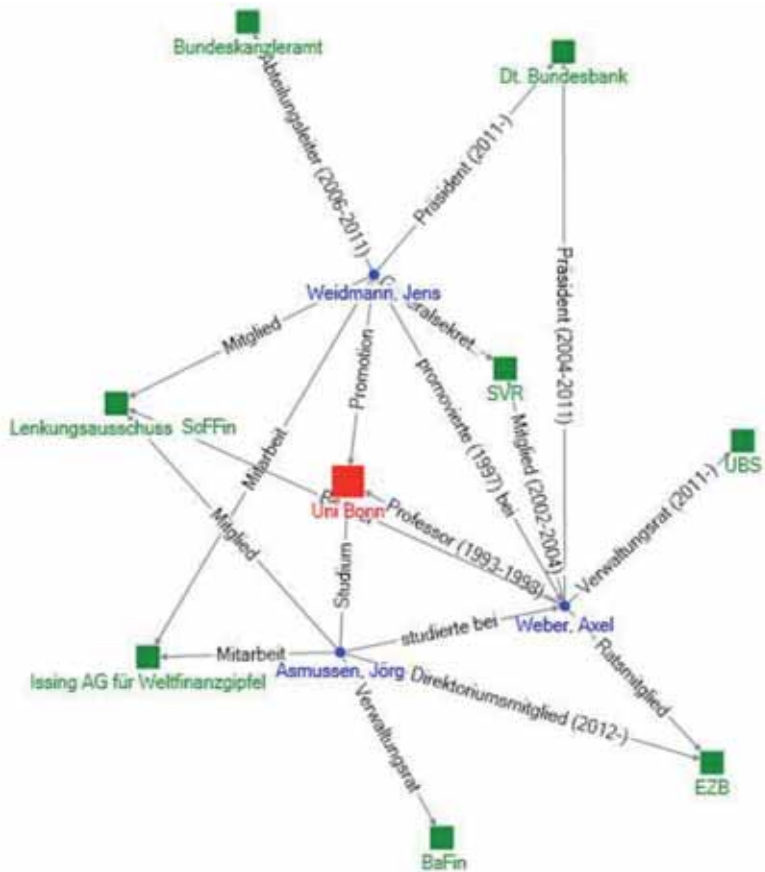 Bundeskanzleramt
Dt. Bundesbank
Abteilungsleiter (2006-2011)
Präsident (2011-)
Präsident (2004-2011)
Weidmann, Jens
Mitglied
Promotion
promovierte (1997) bei
SVR
Mitglied (2002-2004)
Lenkungsausschuss SoFFin
Mitarbeit
UBS
Verwaltungsrat (2011-)
Uni Bonn
Professor (1993-1998)
Mitglied
Studium
studierte bei
Weber, Axel
Mitarbeit
Issing AG für Weltfinanzgipfel
Asmussen, Jörg
Direktoriumsmitglied (2012-)
Ratsmitglied
Verwaltungsrat
EZB
BaFin